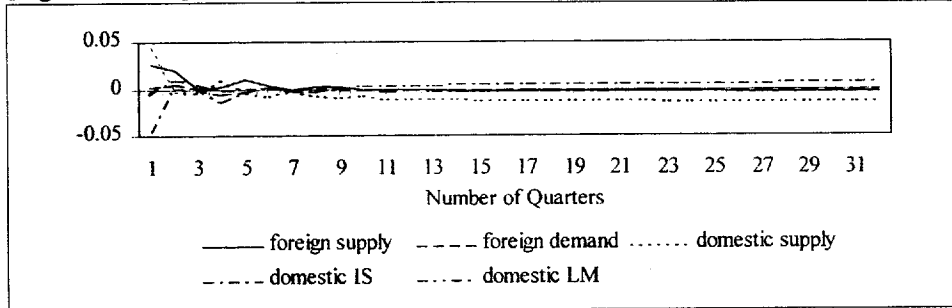 0.05
0
-0.05
1 3 5 7 9 11 13 15 17 19 21 23 25 27 29 31
Number of Quarters
foreign supply foreign demand domestic supply
domestic IS domestic LM